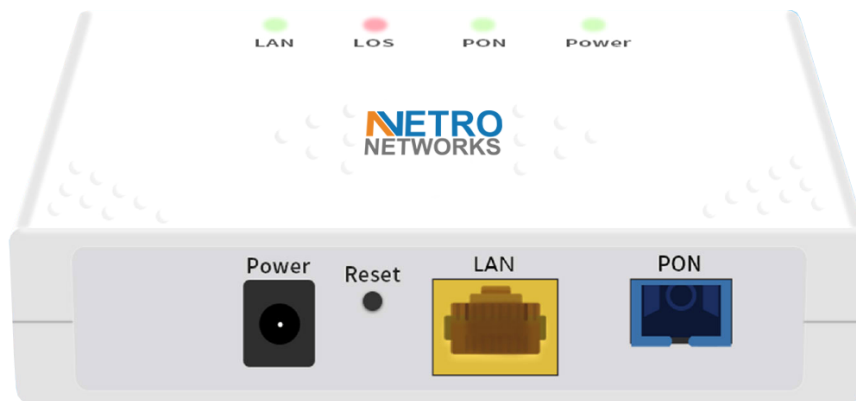 LAN LOS PON Power
NETRO
NETWORKS
Power Reset LAN PON